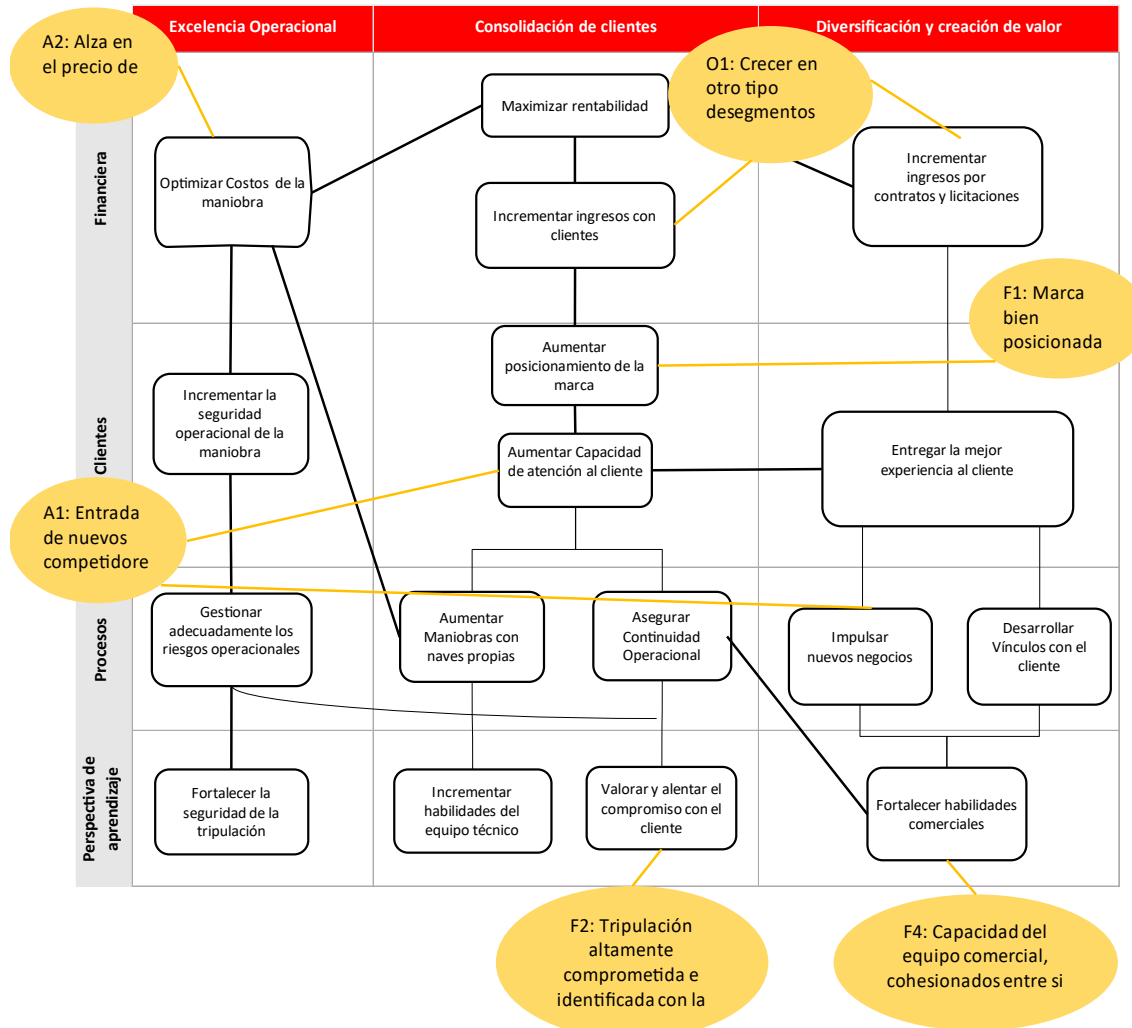 Excelencia Operacional
Consolidación de clientes
Diversificación y creación de valor
A2: Alza en
el precio de
O1: Crecer en
otro tipo
desegmentos
Financiera
Maximizar rentabilidad
Optimizar Costos de la
maniobra
Incrementar ingresos con
clientes
Incrementar
ingresos por
contratos y licitaciones
F1: Marca
bien
posicionada
Clientes
Aumentar
posicionamiento de la
marca
Incrementar la
seguridad
operacional de la
maniobra
Aumentar Capacidad
de atención al cliente
Entregar la mejor
experiencia al cliente
A1: Entrada
de nuevos
competidore
Procesos
Gestionar
adecuadamente los
riesgos operacionales
Aumentar
Maniobras con
naves propias
Asegurar
Continuidad
Operacional
Impulsar
nuevos negocios
Desarrollar
Vínculos con el
cliente
Perspectiva de
aprendizaje
Fortalecer la
seguridad de la
tripulación
Incrementar
habilidades del
equipo técnico
Valorar y alentar el
compromiso con el
cliente
Fortalecer habilidades
comerciales
F2: Tripulación
altamente
comprometida e
identificada con la
F4: Capacidad del
equipo comercial,
cohesionados entre si